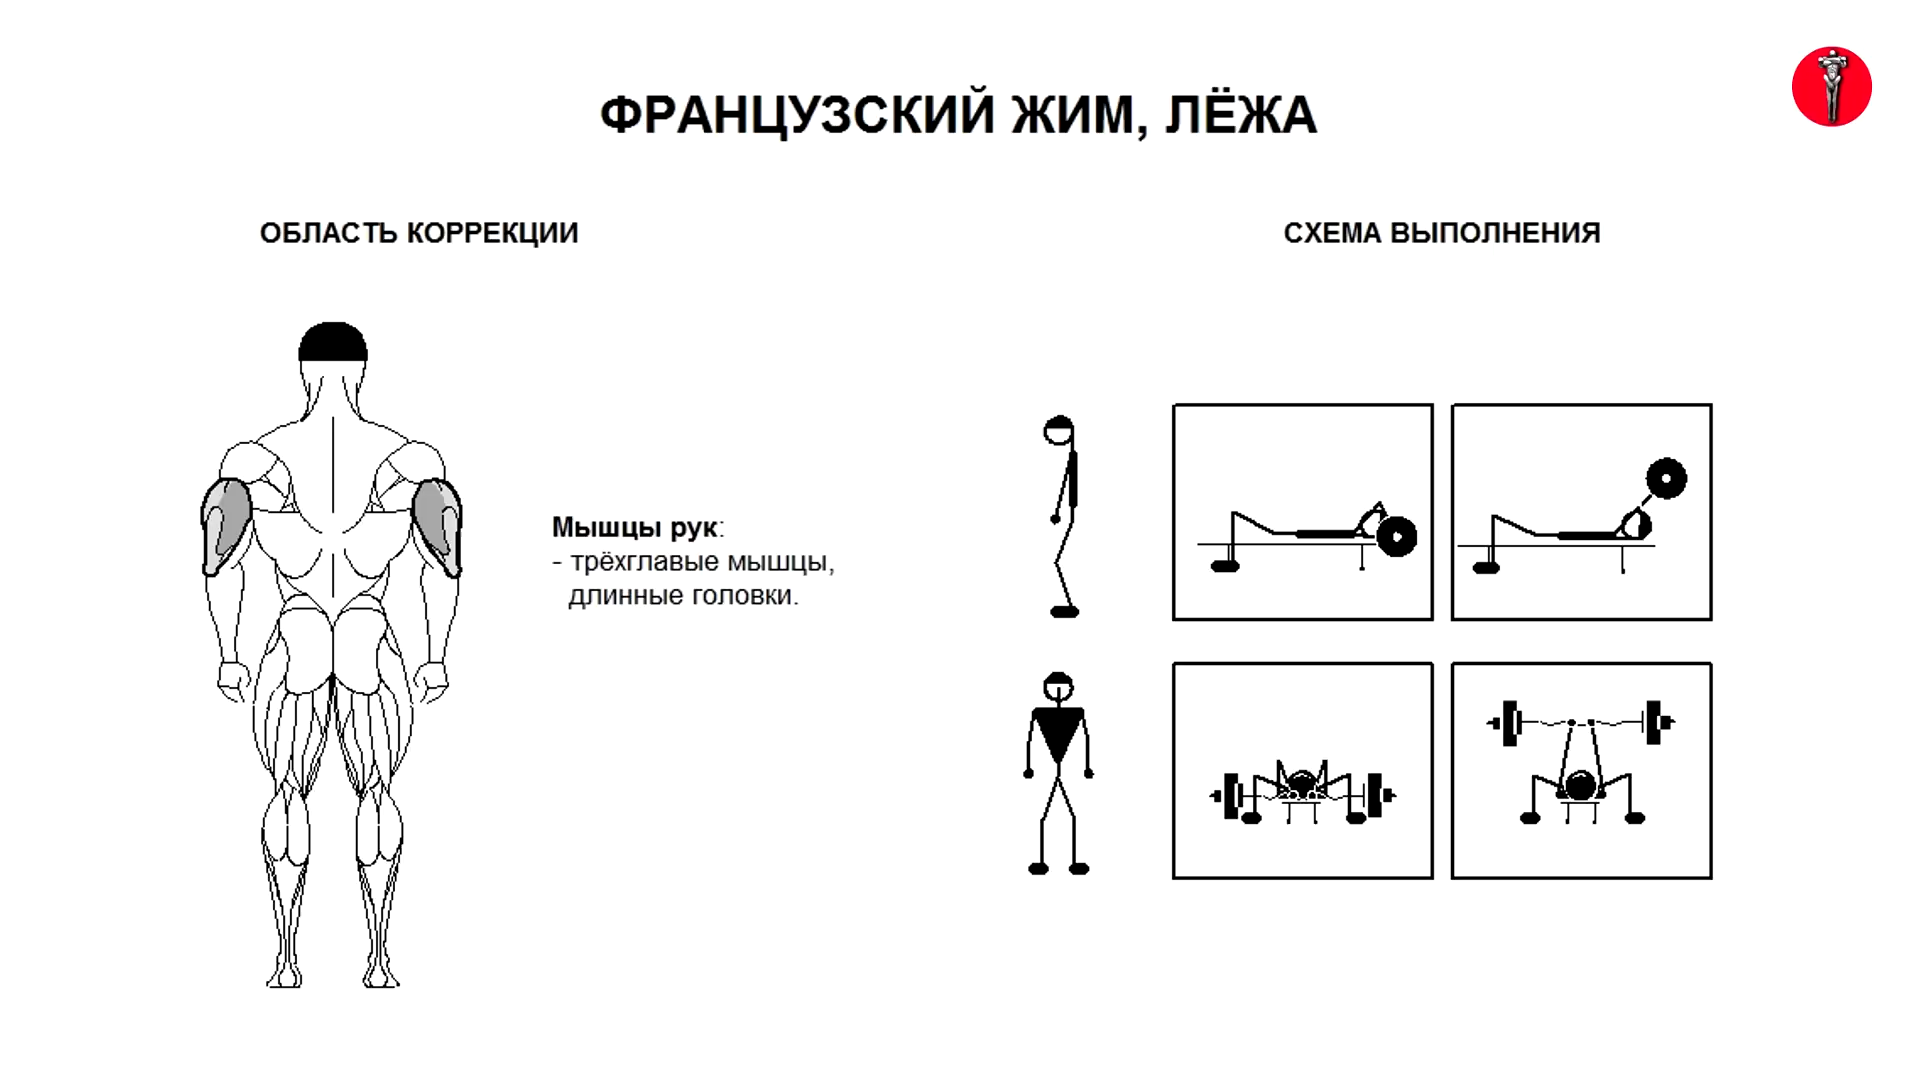 ФРАНЦУЗСКИЙ ЖИМ, ЛЁЖА
ОБЛАСТЬ КОРРЕКЦИИ
СХЕМА ВЫПОЛНЕНИЯ
Мышцы рук:
- трёхглавые мышцы,
длинные головки.